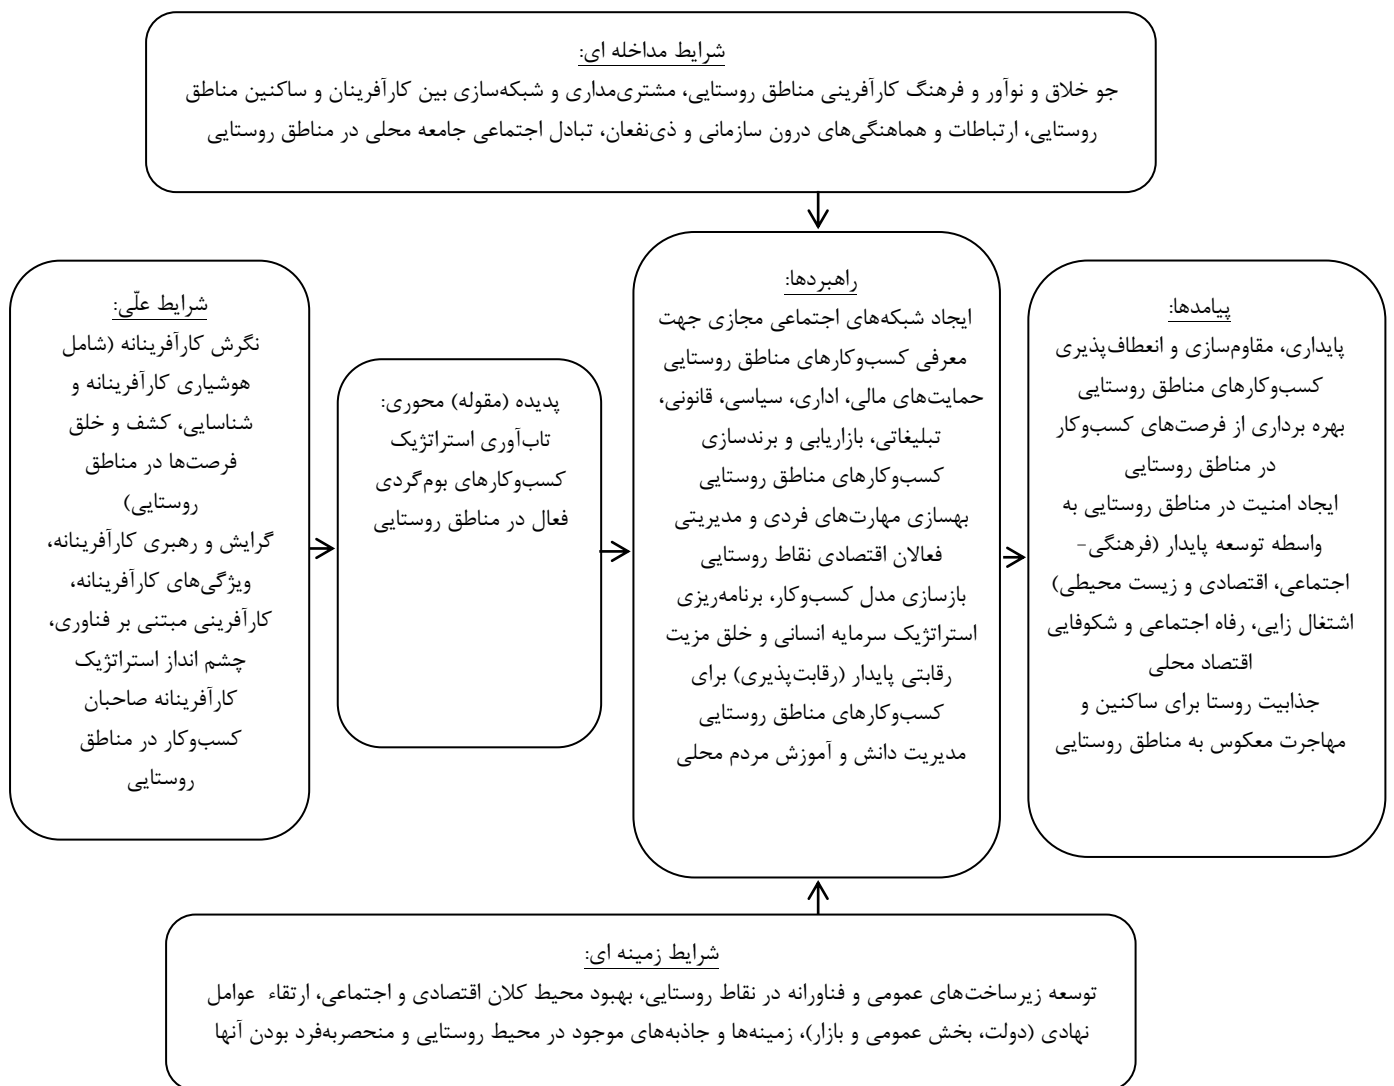 شرایط مداخله ای:
جو خلاق و نوآور و فرهنگ کارآفرینی مناطق روستایی، مشتری‌مداری و شبکه‌سازی بین کارآفرینان و ساکنین مناطق
روستایی، ارتباطات و هماهنگی‌های درون سازمانی و ذی‌نفعان، تبادل اجتماعی جامعه محلی در مناطق روستایی
شرایط علّی:
نگرش کارآفرینانه (شامل
هوشیاری کارآفرینانه و
شناسایی، کشف و خلق
فرصت‌ها در مناطق
روستایی)
گرایش و رهبری کارآفرینانه،
ویژگی‌های کارآفرینانه،
کارآفرینی مبتنی بر فناوری،
چشم انداز استراتژیک
کارآفرینانه صاحبان
کسب‌وکار در مناطق
روستایی
پدیده (مقوله) محوری:
تاب‌آوری استراتژیک
کسب‌وکارهای بوم‌گردی
فعال در مناطق روستایی
راهبردها:
ایجاد شبکه‌های اجتماعی مجازی جهت
معرفی کسب‌وکارهای مناطق روستایی
حمایت‌های مالی، اداری، سیاسی، قانونی،
تبلیغاتی، بازاریابی و برندسازی
کسب‌وکارهای مناطق روستایی
بهسازی مهارت‌های فردی و مدیریتی
فعالان اقتصادی نقاط روستایی
بازسازی مدل کسب‌وکار، برنامه‌ریزی
استراتژیک سرمایه انسانی و خلق مزیت
رقابتی پایدار (رقابت‌پذیری) برای
کسب‌وکارهای مناطق روستایی
مدیریت دانش و آموزش مردم محلی
پیامدها:
پایداری، مقاوم‌سازی و انعطاف‌پذیری
کسب‌وکارهای مناطق روستایی
بهره برداری از فرصت‌های کسب‌وکار
در مناطق روستایی
ایجاد امنیت در مناطق روستایی به
واسطه توسعه پایدار (فرهنگی-
اجتماعی، اقتصادی و زیست محیطی)
اشتغال زایی، رفاه اجتماعی و شکوفایی
اقتصاد محلی
جذابیت روستا برای ساکنین و
مهاجرت معکوس به مناطق روستایی
شرایط زمینه ای:
توسعه زیرساخت‌های عمومی و فناورانه در نقاط روستایی، بهبود محیط کلان اقتصادی و اجتماعی، ارتقاء عوامل
نهادی (دولت، بخش عمومی و بازار)، زمینه‌ها و جاذبه‌های موجود در محیط روستایی و منحصربه‌فرد بودن آنها